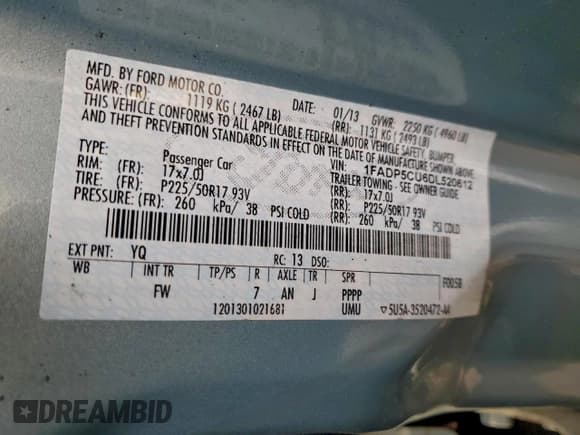 MFD. BY FORD MOTOR CO. DATE: 01/13 GVWR: 2250 KG ( 4960 LB)
GAWR: (FR): 1119 KG ( 2467 LB) (RR): 1131 KG ( 2493 LB)
THIS VEHICLE CONFORMS TO ALL APPLICABLE FEDERAL MOTOR VEHICLE SAFETY, BUMPER,
AND THEFT PREVENTION STANDARDS IN EFFECT ON THE DATE OF MANUFACTURE SHOWN ABOVE.
VIN: 1FADP5CU6DL520612
TYPE: Passenger Car TRAILER TOWING
RIM: (FR): 17x7.0J (RR): 17x7.0J
TIRE: (FR): P225/50R17 93V (RR): P225/50R17 93V
PRESSURE: (FR): 260 kPa/ 38 PSI COLD (RR): 260 kPa/ 38 PSI COLD
EXT PNT: YQ RC: 13 DSO: F0058
WB INT TR TP/PS R AXLE TR SPR
FW 7 AN J PPPP
1201301021681 UMU ▽5U5A-3520472-AA
DREAMBID